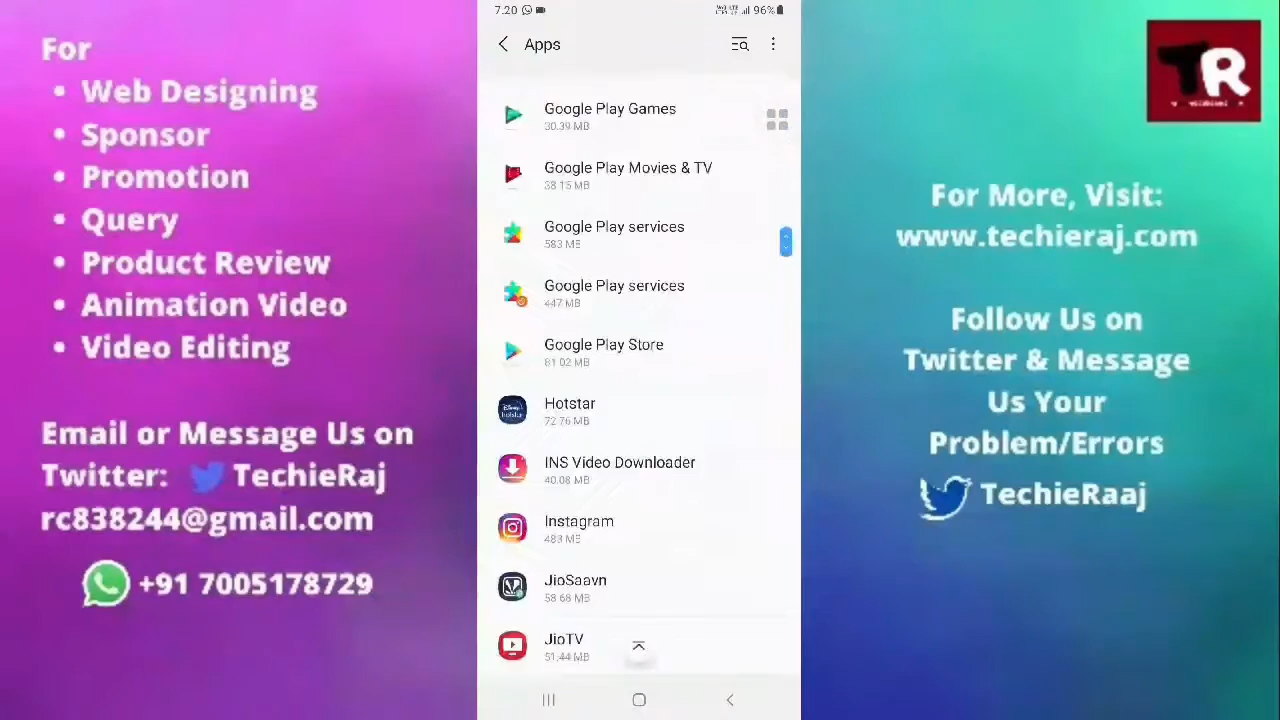 For
• Web Designing
• Sponsor
• Promotion
• Query
• Product Review
• Animation Video
• Video Editing
Email or Message Us on
Twitter: TechieRaj
rc838244@gmail.com
+91 7005178729
7.20
96%
Apps
Google Play Games
30.39 MB
Google Play Movies & TV
38.15 MB
Google Play services
583 MB
Google Play services
447 MB
Google Play Store
81.02 MB
Hotstar
72.76 MB
INS Video Downloader
40.08 MB
Instagram
483 MB
JioSaavn
58.68 MB
JioTV
51.44 MB
TR
For More, Visit:
www.techieraj.com
Follow Us on
Twitter & Message
Us Your
Problem/Errors
TechieRaaj